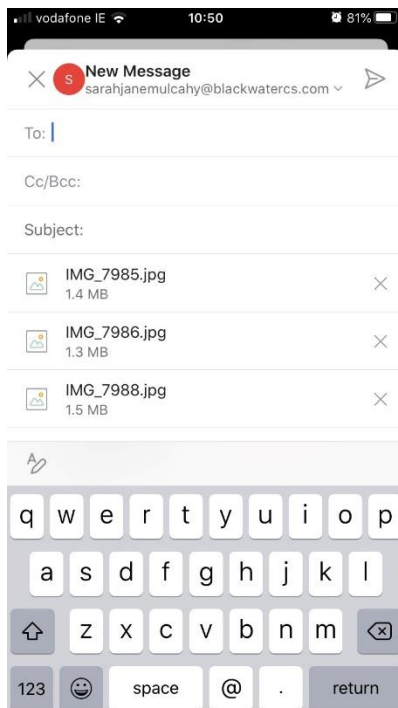 vodafone IE 10:50 81%
S New Message
sarahjanemulcahy@blackwatercs.com
To:
Cc/Bcc:
Subject:
IMG_7985.jpg
1.4 MB
IMG_7986.jpg
1.3 MB
IMG_7988.jpg
1.5 MB
A
q w e r t y u i o p
a s d f g h j k l
z x c v b n m
123 space @ . return